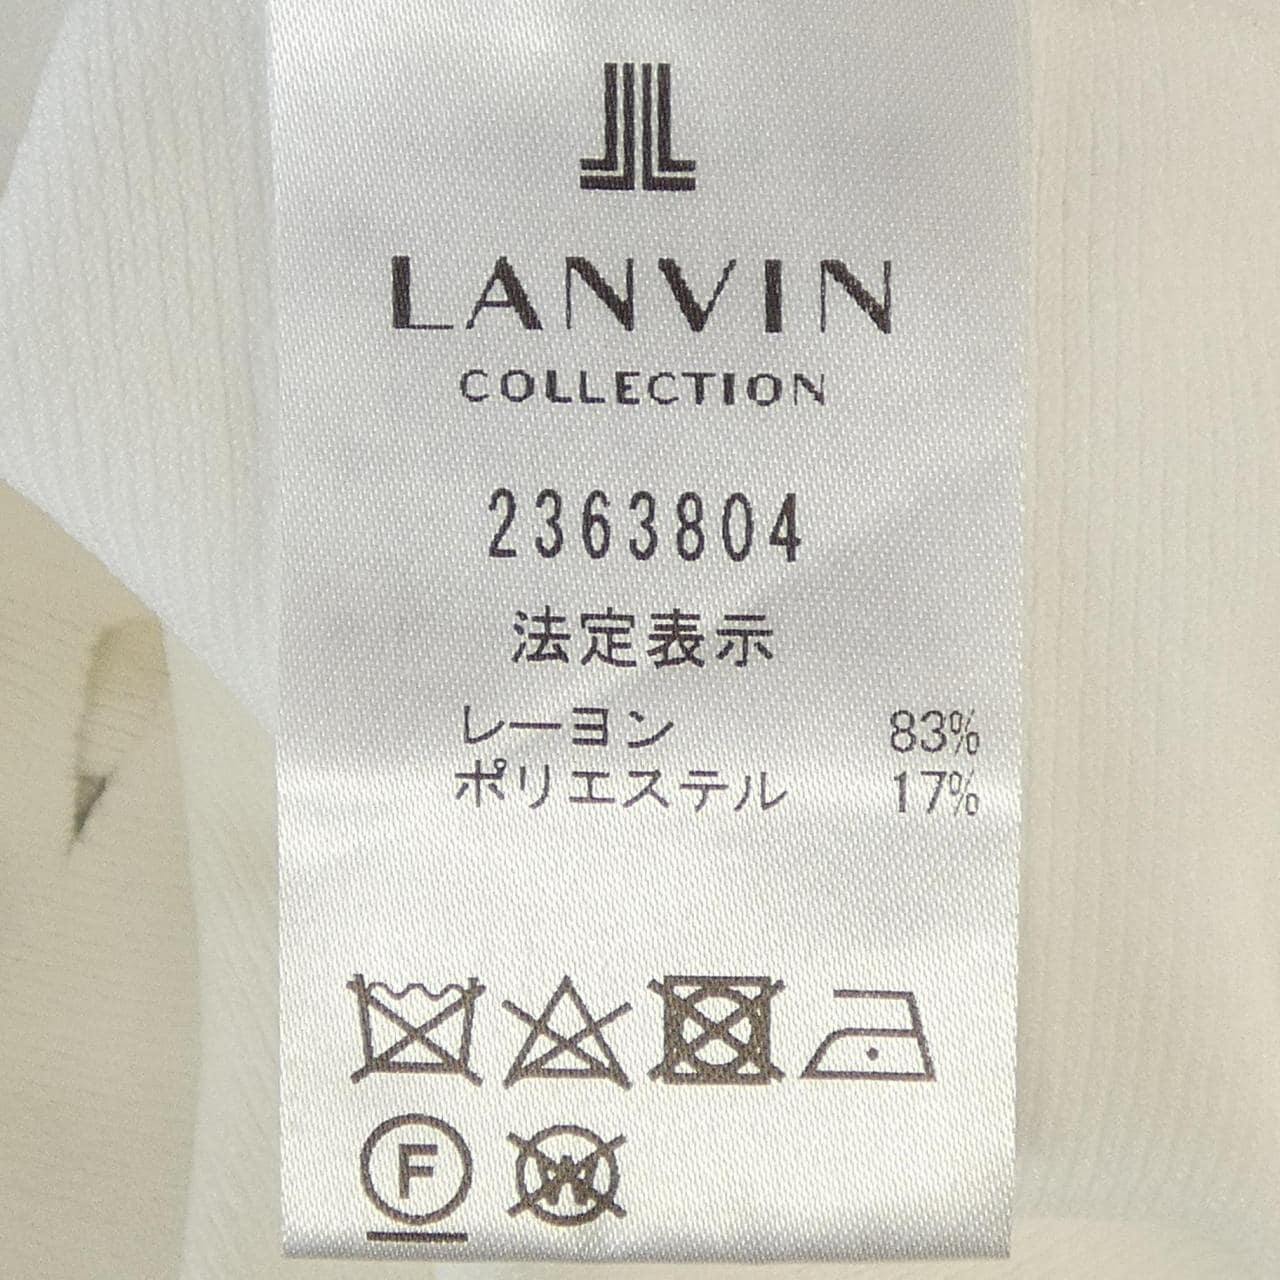 LANVIN
COLLECTION
2363804
法定表示
レーヨン 83%
ポリエステル 17%
F
W